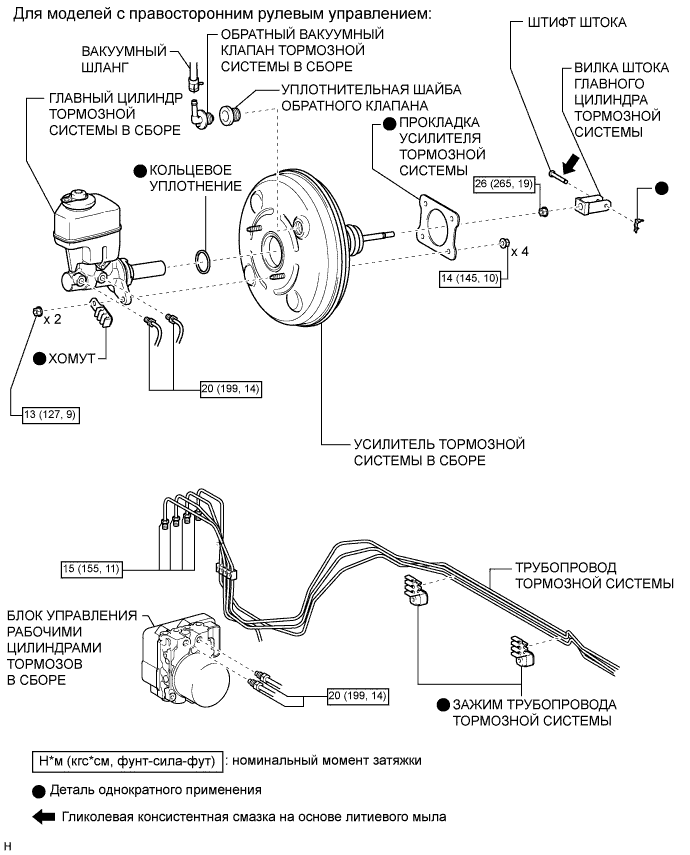 Для моделей с правосторонним рулевым управлением:
ШТИФТ ШТОКА
ОБРАТНЫЙ ВАКУУМНЫЙ
КЛАПАН ТОРМОЗНОЙ
СИСТЕМЫ В СБОРЕ
ВАКУУМНЫЙ
ШЛАНГ
ВИЛКА ШТОКА
ГЛАВНОГО
ЦИЛИНДРА
ТОРМОЗНОЙ
СИСТЕМЫ
УПЛОТНИТЕЛЬНАЯ ШАЙБА
ОБРАТНОГО КЛАПАНА
ГЛАВНЫЙ ЦИЛИНДР
ТОРМОЗНОЙ
СИСТЕМЫ В СБОРЕ
ПРОКЛАДКА
УСИЛИТЕЛЯ
ТОРМОЗНОЙ
СИСТЕМЫ
КОЛЬЦЕВОЕ
УПЛОТНЕНИЕ
26 (265, 19)
x 4
14 (145, 10)
x 2
ХОМУТ
20 (199, 14)
13 (127, 9)
УСИЛИТЕЛЬ ТОРМОЗНОЙ
СИСТЕМЫ В СБОРЕ
15 (155, 11)
ТРУБОПРОВОД
ТОРМОЗНОЙ СИСТЕМЫ
БЛОК УПРАВЛЕНИЯ
РАБОЧИМИ
ЦИЛИНДРАМИ
ТОРМОЗОВ
В СБОРЕ
20 (199, 14)
ЗАЖИМ ТРУБОПРОВОДА
ТОРМОЗНОЙ СИСТЕМЫ
Н*м (кгс*см, фунт-сила-фут) : номинальный момент затяжки
Деталь однократного применения
Гликолевая консистентная смазка на основе литиевого мыла
H